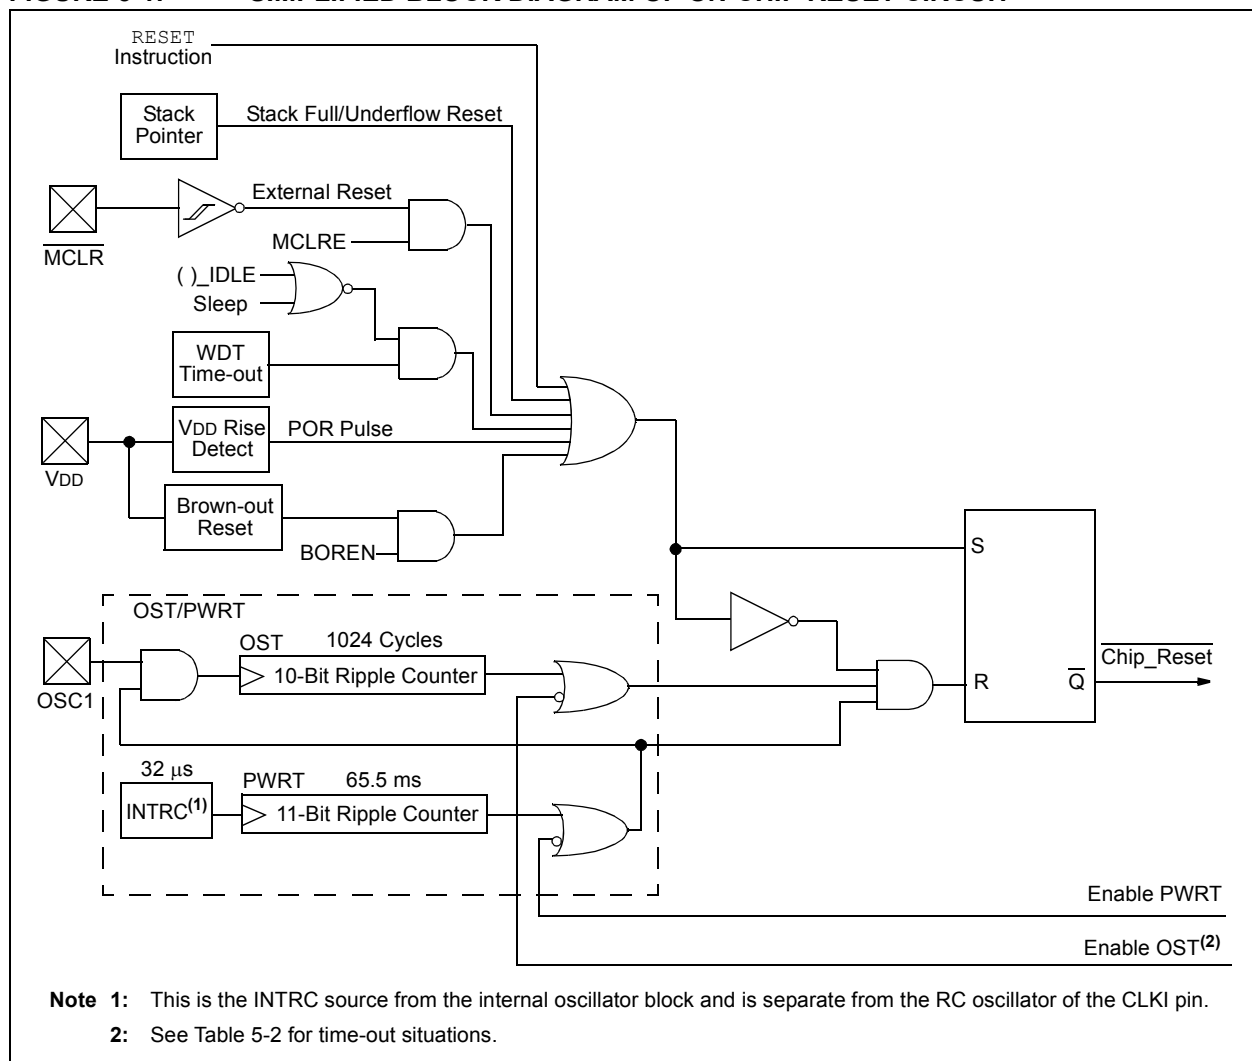 RESET
Instruction
Stack
Pointer
Stack Full/Underflow Reset
External Reset
MCLR
MCLRE
( )_IDLE
Sleep
WDT
Time-out
VDD Rise
Detect
POR Pulse
VDD
Brown-out
Reset
BOREN
S
OST/PWRT
OST
1024 Cycles
10-Bit Ripple Counter
OSC1
R
Q
Chip_Reset
32 μs
INTRC(1)
PWRT
65.5 ms
11-Bit Ripple Counter
Enable PWRT
Enable OST(2)
Note 1: This is the INTRC source from the internal oscillator block and is separate from the RC oscillator of the CLKI pin.
2: See Table 5-2 for time-out situations.